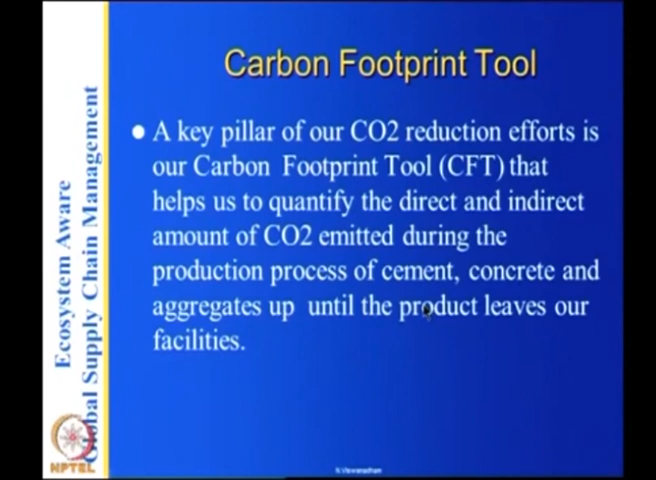 Carbon Footprint Tool
A key pillar of our CO2 reduction efforts is
our Carbon Footprint Tool (CFT) that
helps us to quantify the direct and indirect
amount of CO2 emitted during the
production process of cement, concrete and
aggregates up until the product leaves our
facilities.
Ecosystem Aware
Global Supply Chain Management
NPTEL
N.Viswanadham